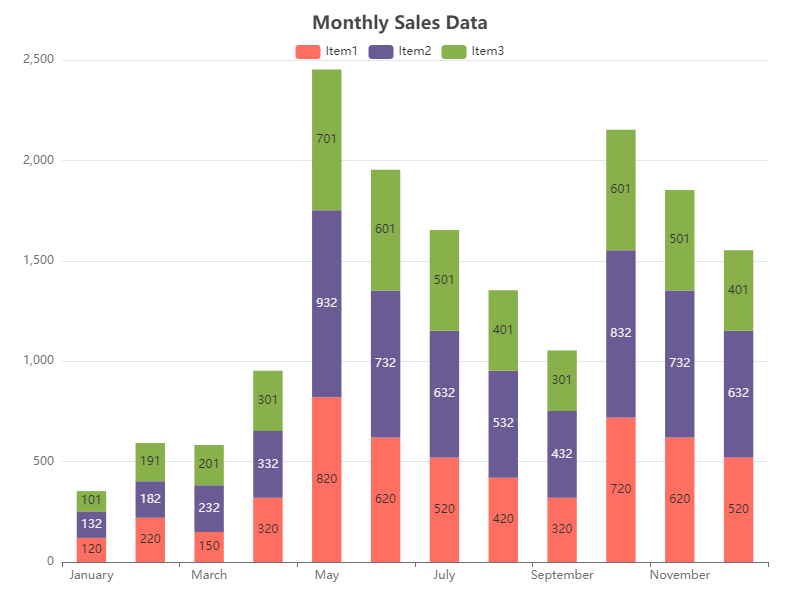 Monthly Sales Data
Item1 Item2 Item3
2,500
701
2,000
601 601
501 501
1,500
932 832 401 401
1,000
301 732 632 301 732 632
191 201 332 532 432
500
820 720
101 182 232 620 520 420 620 520
132 220 150 320 320
120
0
January March May July September November